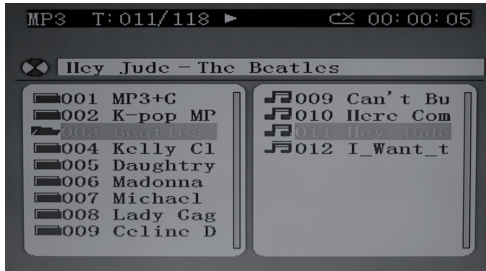 MP3 T:011/118 00:00:05
Hey Jude - The Beatles
001 MP3+G
002 K-pop MP
003 Beatles
004 Kelly Cl
005 Daughtry
006 Madonna
007 Michael
008 Lady Gag
009 Celine D
009 Can't Bu
010 Here Com
011 Hey Jude
012 I_Want_t